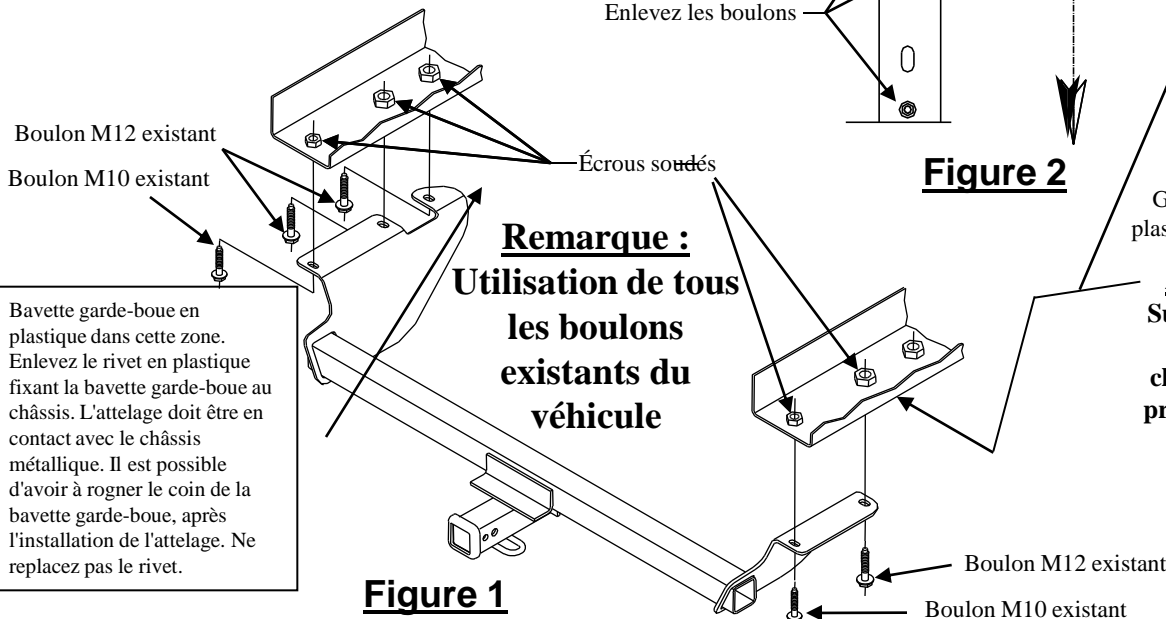 Enlevez les boulons
Figure 2
Boulon M12 existant
Boulon M10 existant
Écrous soudés
Remarque :
Utilisation de tous
les boulons
existants du
véhicule
Bavette garde-boue en
plastique dans cette zone.
Enlevez le rivet en plastique
fixant la bavette garde-boue au
châssis. L'attelage doit être en
contact avec le châssis
métallique. Il est possible
d'avoir à rogner le coin de la
bavette garde-boue, après
l'installation de l'attelage. Ne
replacez pas le rivet.
Figure 1
Boulon M12 existant
Boulon M10 existant